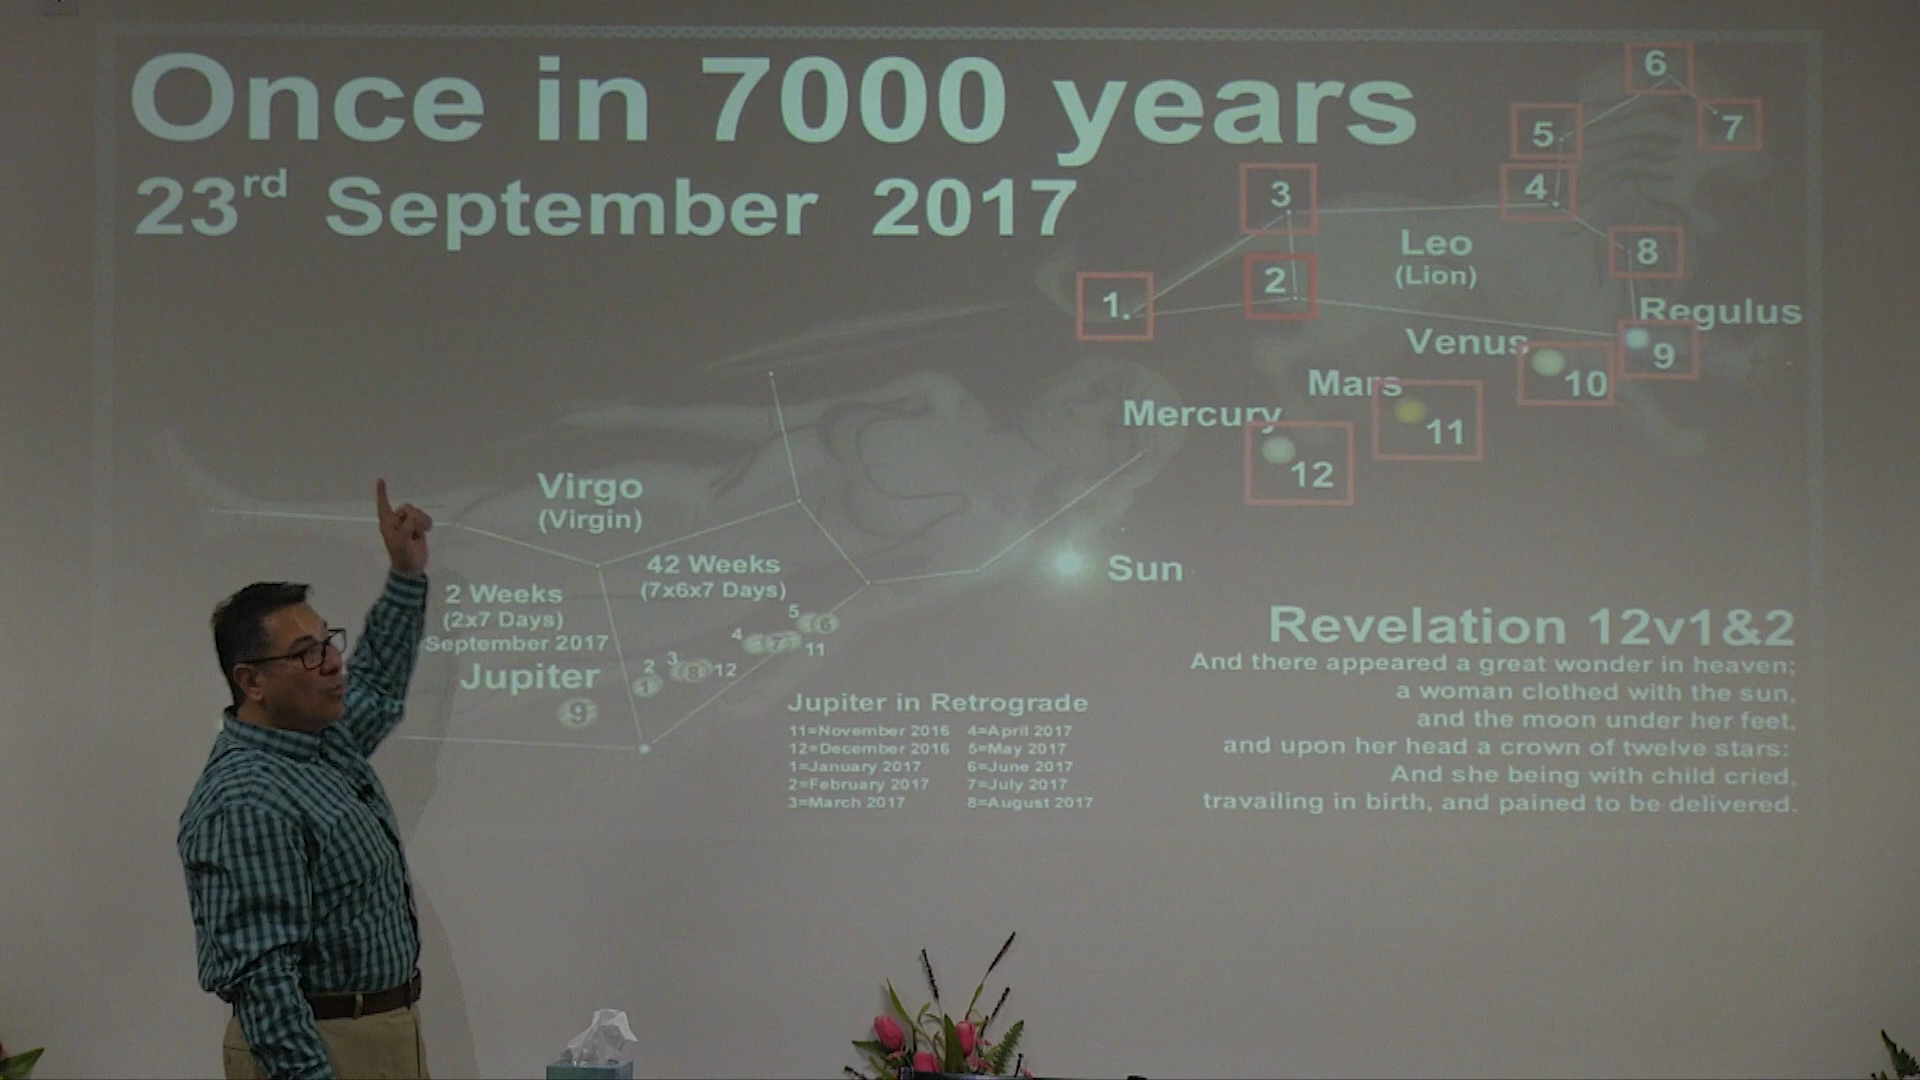 Once in 7000 years
23rd September 2017
6
5
7
4
3
8
Leo
(Lion)
2
1.
Regulus
Venus
9
10
Mars
11
Mercury
12
Virgo
(Virgin)
42 Weeks
(7x6x7 Days)
2 Weeks
(2x7 Days)
September 2017
Jupiter
9
1
2
3
8
12
4
7
5
6
11
Sun
Jupiter in Retrograde
11=November 2016 4=April 2017
12=December 2016 5=May 2017
1=January 2017 6=June 2017
2=February 2017 7=July 2017
3=March 2017 8=August 2017
Revelation 12v1&2
And there appeared a great wonder in heaven;
a woman clothed with the sun,
and the moon under her feet,
and upon her head a crown of twelve stars:
And she being with child cried,
travailing in birth, and pained to be delivered.